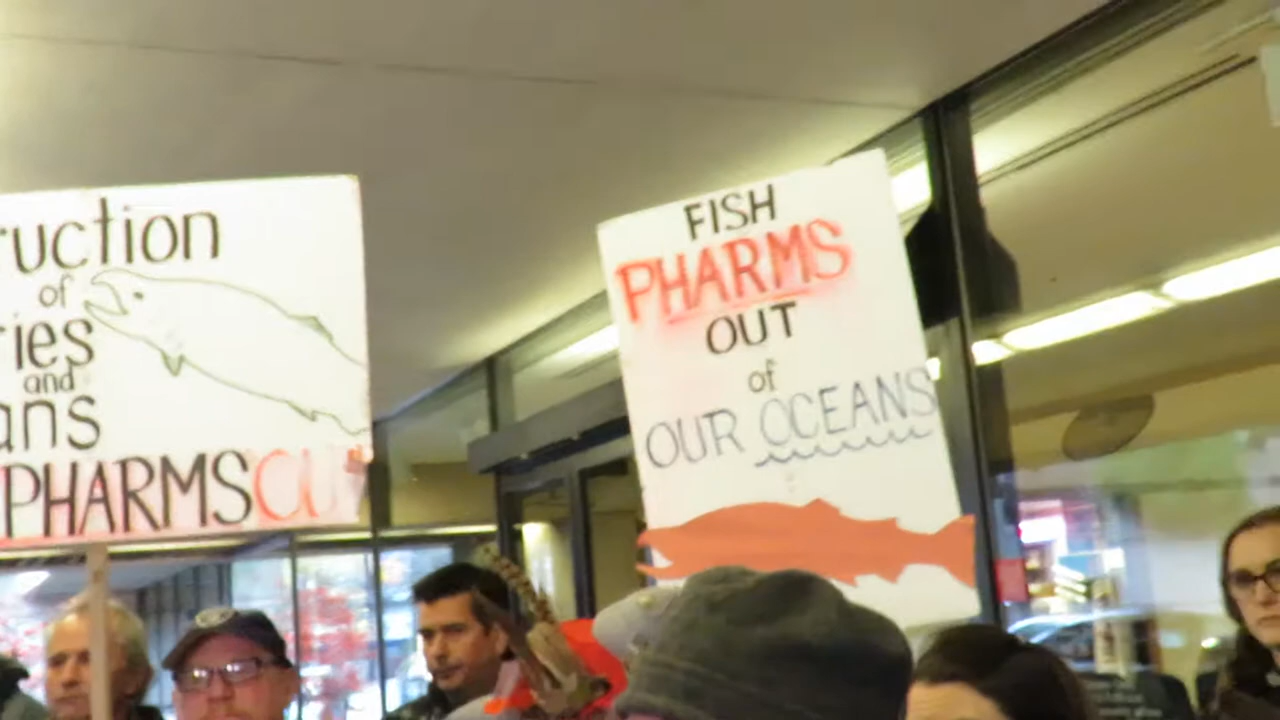 ruction
of
ries
and
ans
PHARMS
FISH
PHARMS
OUT
of
OUR OCEANS